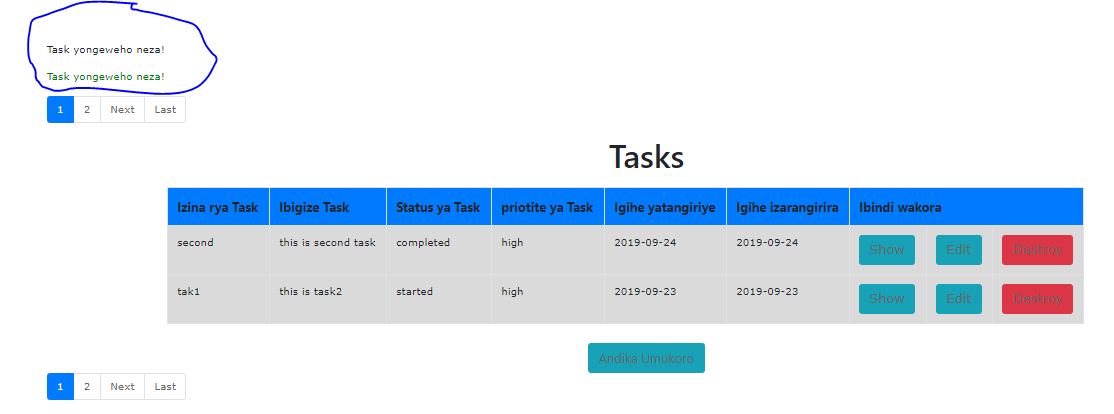 Task yongeweho neza!
Task yongeweho neza!
1 2 Next Last
Tasks
Izina rya Task Ibigize Task Status ya Task priotite ya Task Igihe yatangiriye Igihe izarangirira Ibindi wakora
second this is second task completed high 2019-09-24 2019-09-24 Show Edit Destroy
tak1 this is task2 started high 2019-09-23 2019-09-23 Show Edit Destroy
Andika Umukoro
1 2 Next Last